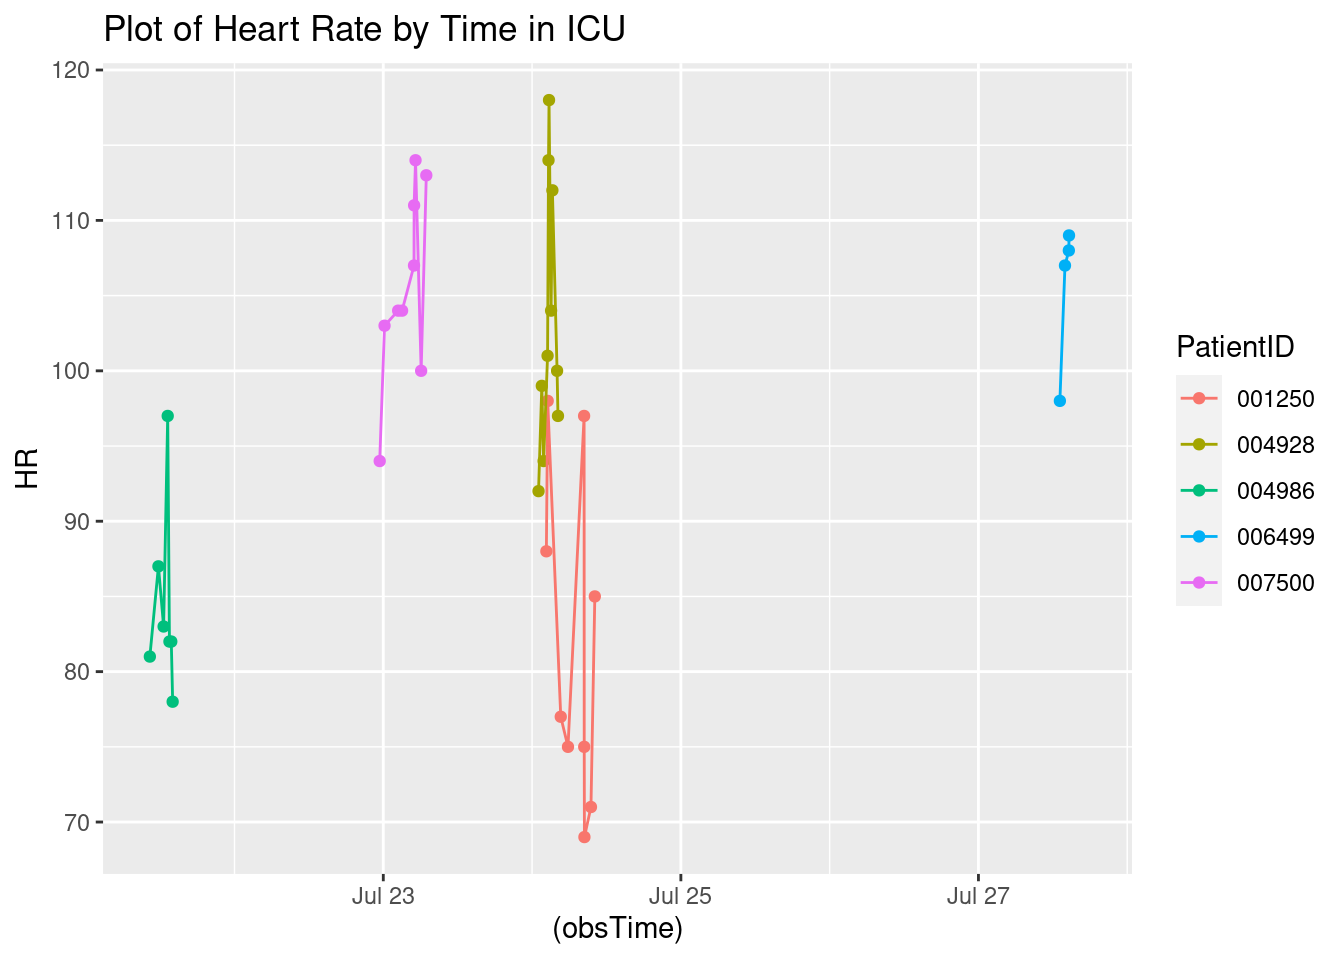 Plot of Heart Rate by Time in ICU
120
110
100
90
80
70
HR
Jul 23
Jul 25
Jul 27
(obsTime)
PatientID
001250
004928
004986
006499
007500